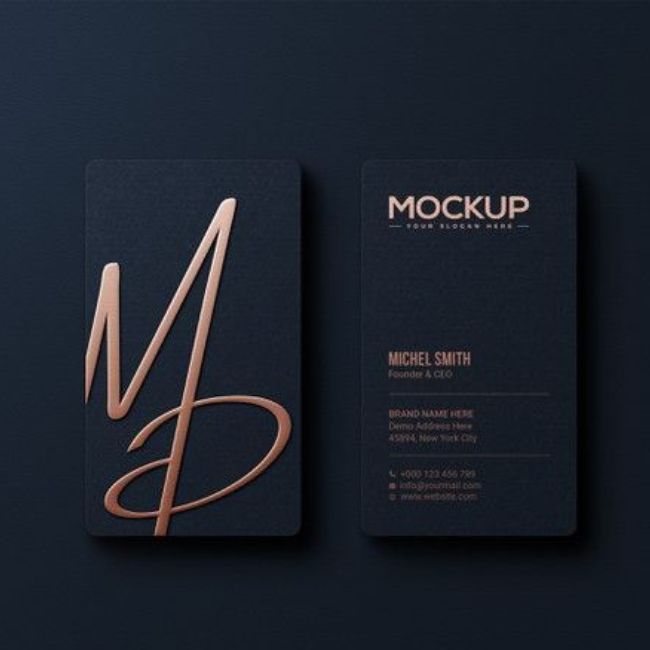 MOCKUP
YOUR SLOGAN HERE
MICHEL SMITH
Founder & CEO
BRAND NAME HERE
Demo Address Here
45894, New York City
+000 123 456 789
info@yourmail.com
www.website.com